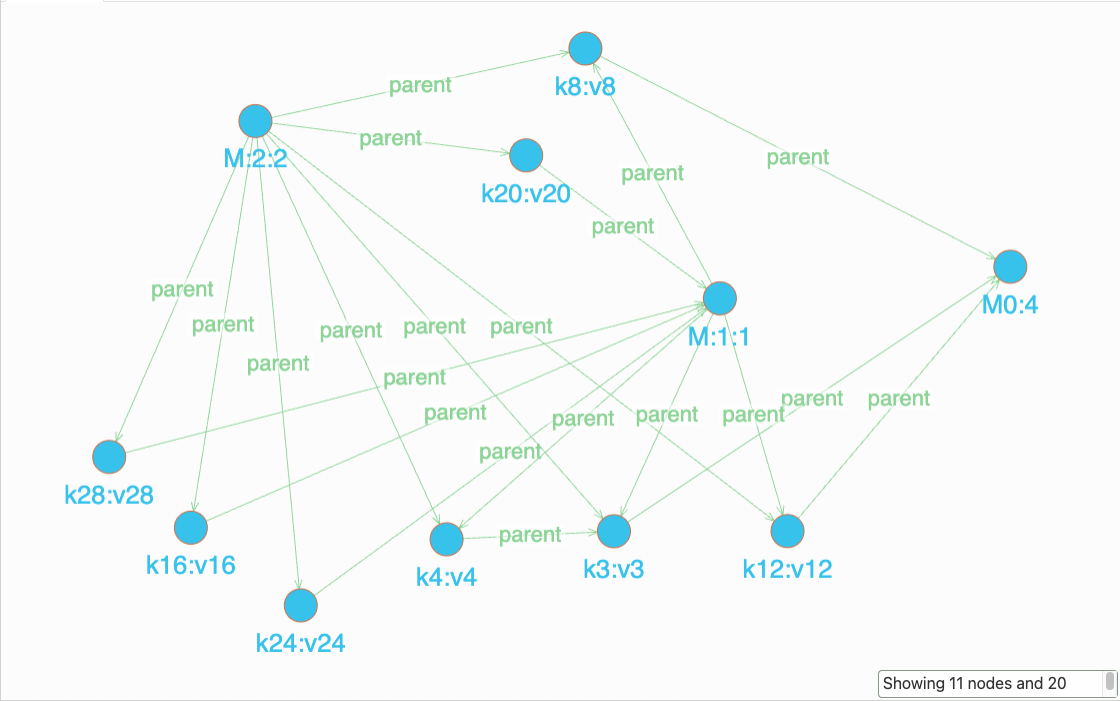 k8:v8
parent
M:2:2
parent
k20:v20
parent
parent
parent
M0:4
parent
M:1:1
parent
parent
parent
parent
parent
parent
parent
parent
parent
parent
parent
parent
parent
k28:v28
parent
k16:v16
k4:v4
k3:v3
k12:v12
k24:v24
Showing 11 nodes and 20